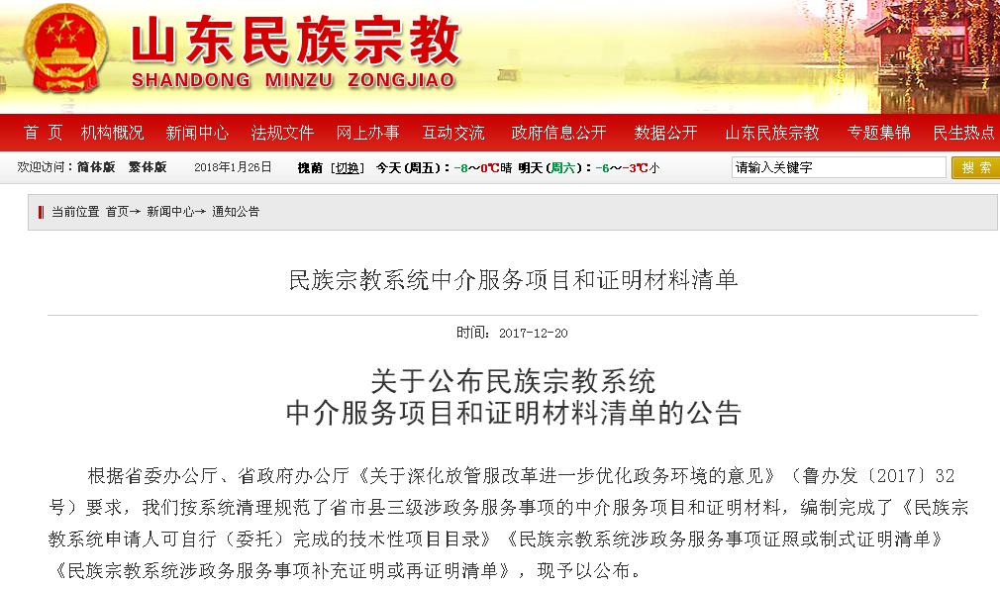 山东民族宗教
SHANDONG MINZU ZONGJIAO
首 页 机构概况 新闻中心 法规文件 网上办事 互动交流 政府信息公开 数据公开 山东民族宗教 专题集锦 民生热点
欢迎访问：简体版 繁体版 2018年1月26日 槐荫 [切换] 今天(周五)：-8～0℃晴 明天(周六)：-6～-3℃小 请输入关键字 搜 索
当前位置 首页→ 新闻中心→ 通知公告
民族宗教系统中介服务项目和证明材料清单
时间：2017-12-20
关于公布民族宗教系统
中介服务项目和证明材料清单的公告
根据省委办公厅、省政府办公厅《关于深化放管服改革进一步优化政务环境的意见》（鲁办发〔2017〕32
号）要求，我们按系统清理规范了省市县三级涉政务服务事项的中介服务项目和证明材料，编制完成了《民族宗
教系统申请人可自行（委托）完成的技术性项目目录》《民族宗教系统涉政务服务事项证照或制式证明清单》
《民族宗教系统涉政务服务事项补充证明或再证明清单》，现予以公布。